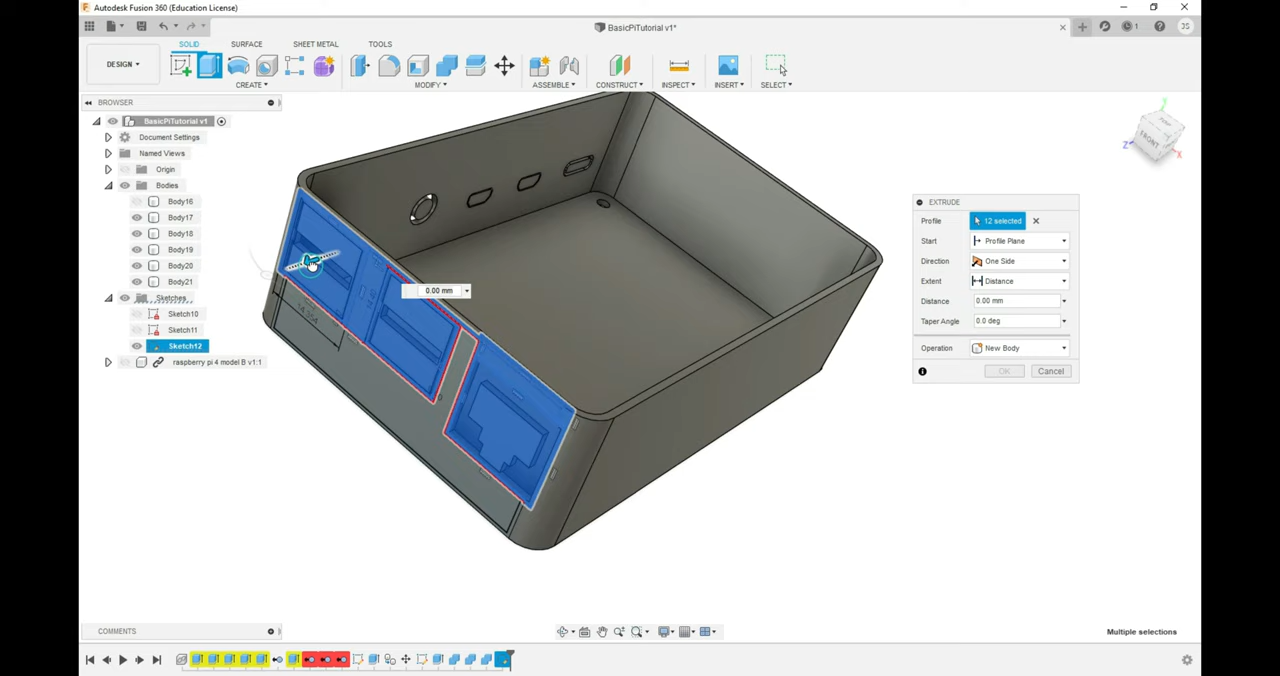 Autodesk Fusion 360 (Education License)
BasicPiTutorial v1*
1
JS
DESIGN
SOLID
SURFACE
SHEET METAL
TOOLS
CREATE
MODIFY
ASSEMBLE
CONSTRUCT
INSPECT
INSERT
SELECT
BROWSER
BasicPiTutorial v1
Document Settings
Named Views
Origin
Bodies
Body16
Body17
Body18
Body19
Body20
Body21
Sketches
Sketch10
Sketch11
Sketch12
raspberry pi 4 model B v1:1
0.00 mm
FRONT
Z
X
EXTRUDE
Profile 12 selected
Start Profile Plane
Direction One Side
Extent Distance
Distance 0.00 mm
Taper Angle 0.0 deg
Operation New Body
OK Cancel
COMMENTS
Multiple selections